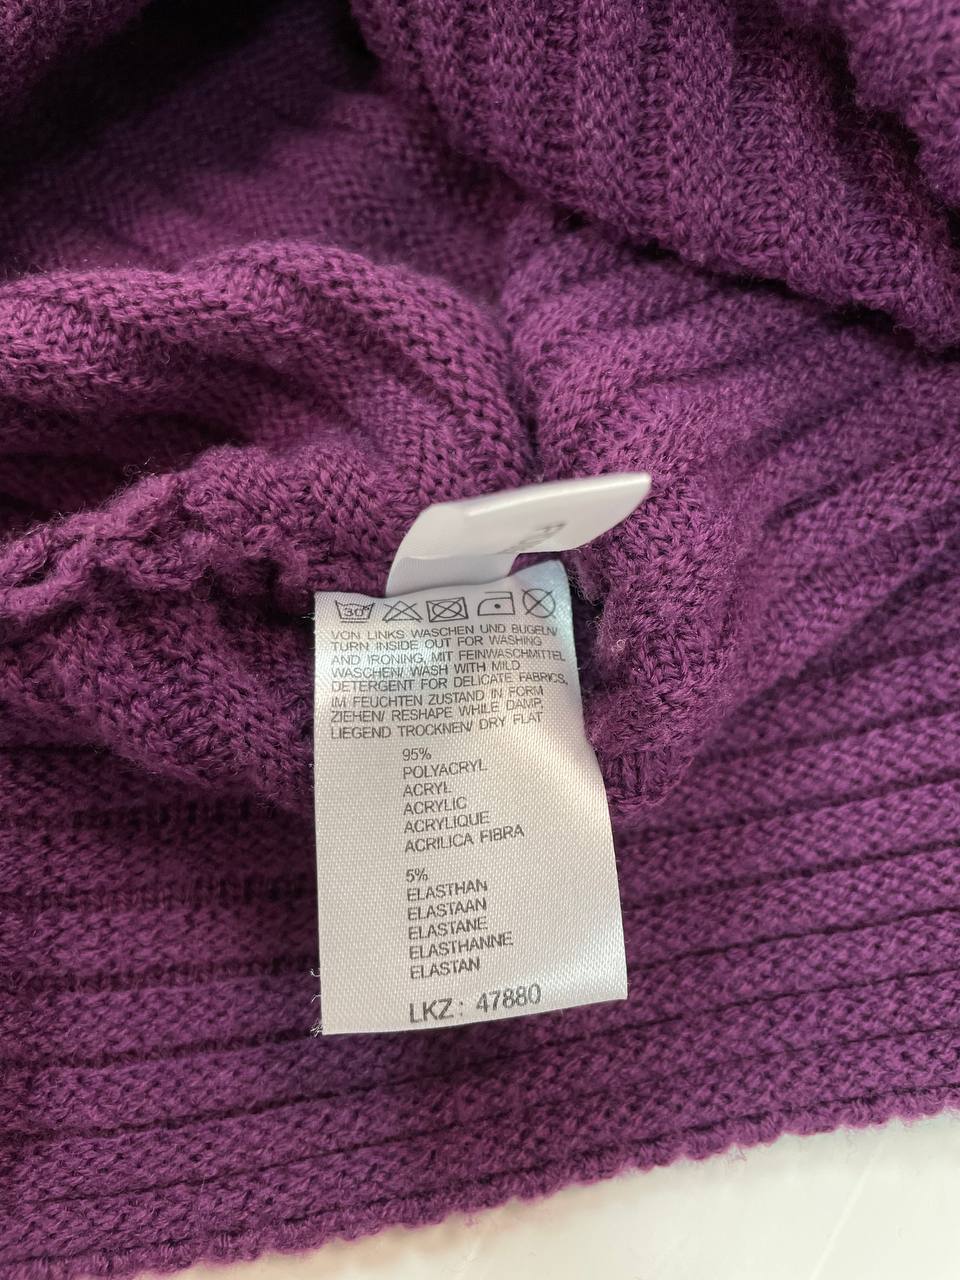 30°
VON LINKS WASCHEN UND BÜGELN/
TURN INSIDE OUT FOR WASHING
AND IRONING, MIT FEINWASCHMITTEL
WASCHEN/ WASH WITH MILD
DETERGENT FOR DELICATE FABRICS,
IM FEUCHTEN ZUSTAND IN FORM
ZIEHEN/ RESHAPE WHILE DAMP,
LIEGEND TROCKNEN/ DRY FLAT
95%
POLYACRYL
ACRYL
ACRYLIC
ACRYLIQUE
ACRILICA FIBRA
5%
ELASTHAN
ELASTAAN
ELASTANE
ELASTHANNE
ELASTAN
LKZ: 47880